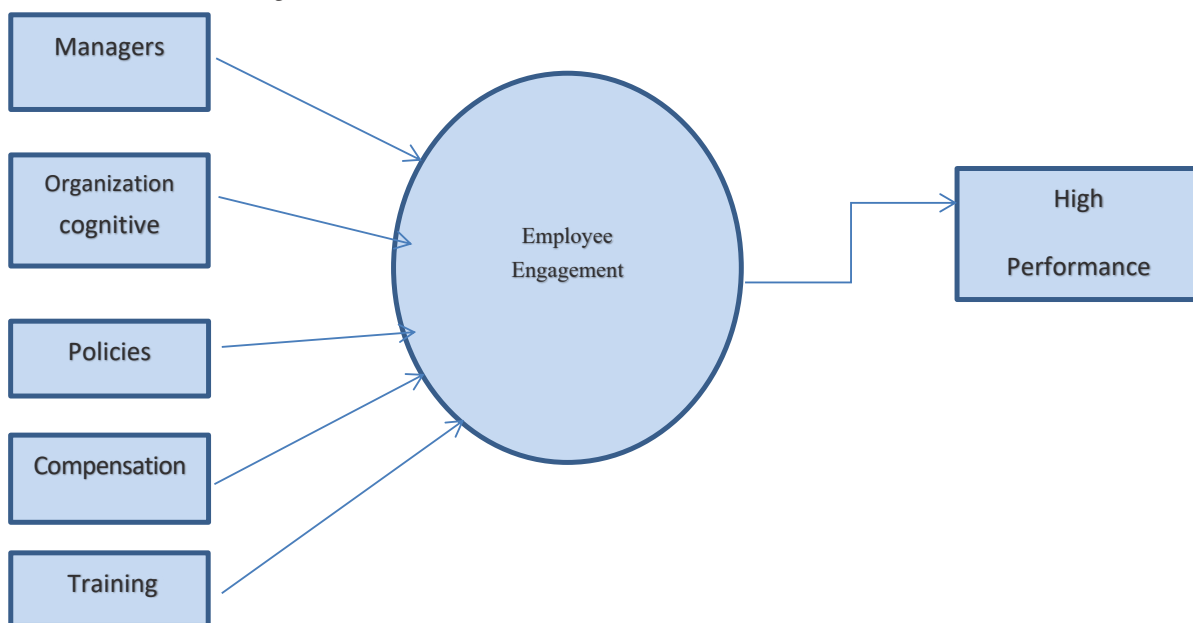 Managers
Organization
cognitive
Policies
Compensation
Training
Employee
Engagement
High
Performance